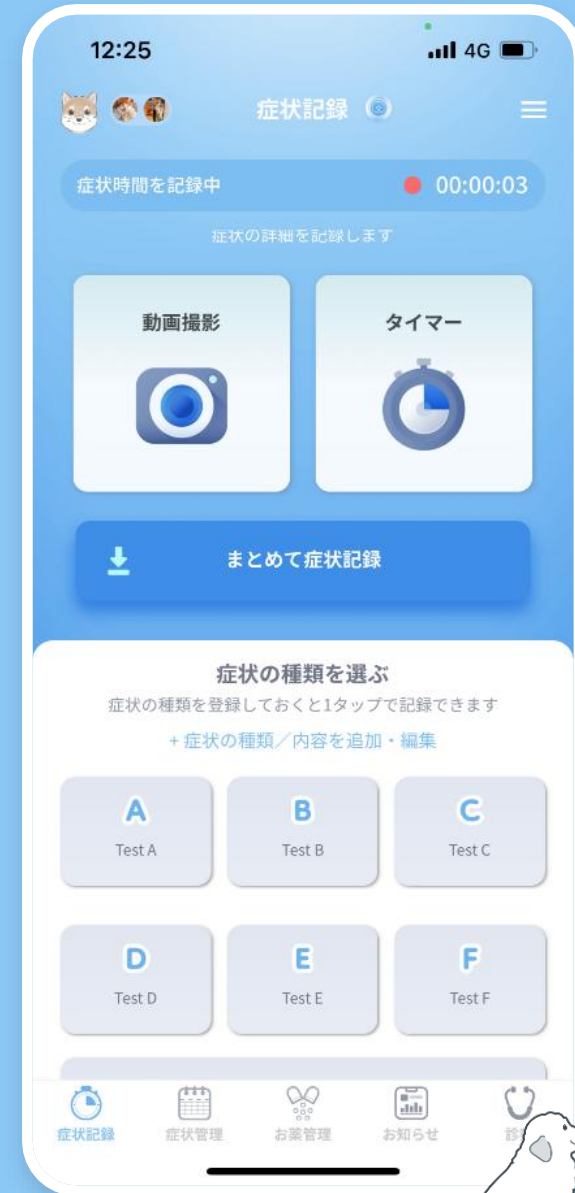 12:25
4G
症状記録
症状時間を記録中 00:00:03
症状の詳細を記録します
動画撮影
タイマー
まとめて症状記録
症状の種類を選ぶ
症状の種類を登録しておくと1タップで記録できます
+ 症状の種類／内容を追加・編集
A
Test A
B
Test B
C
Test C
D
Test D
E
Test E
F
Test F
症状記録
症状管理
お薬管理
お知らせ